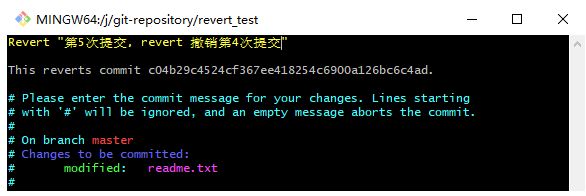 MINGW64:/j/git-repository/revert_test
Revert "第5次提交, revert 撤销第4次提交"
This reverts commit c04b29c4524cf367ee418254c6900a126bc6c4ad.
# Please enter the commit message for your changes. Lines starting
# with '#' will be ignored, and an empty message aborts the commit.
#
# On branch master
# Changes to be committed:
#       modified:   readme.txt
#